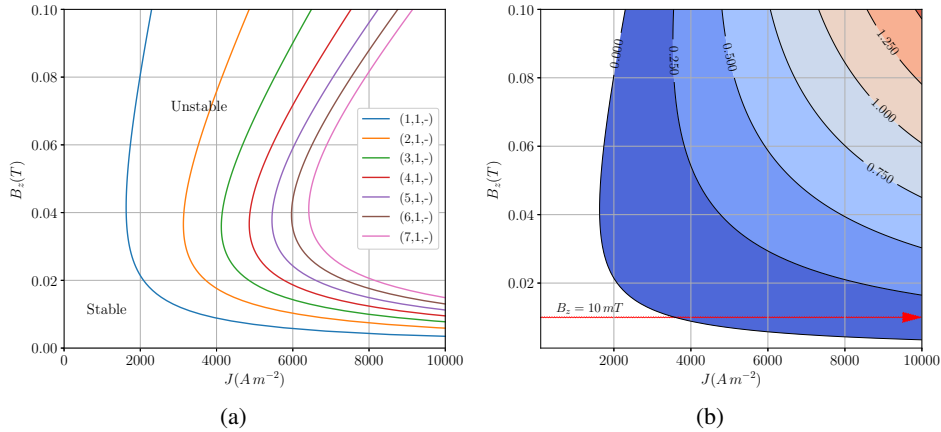 0.10
0.08
0.06
0.04
0.02
0.00
B_z(T)
0 2000 4000 6000 8000 10000
J(A m^{-2})
Unstable
Stable
(1,1,-)
(2,1,-)
(3,1,-)
(4,1,-)
(5,1,-)
(6,1,-)
(7,1,-)
(a)
0.10
0.08
0.06
0.04
0.02
B_z(T)
2000 4000 6000 8000 10000
J(A m^{-2})
0.000
0.250
0.500
0.750
1.000
1.250
B_z = 10 mT
(b)